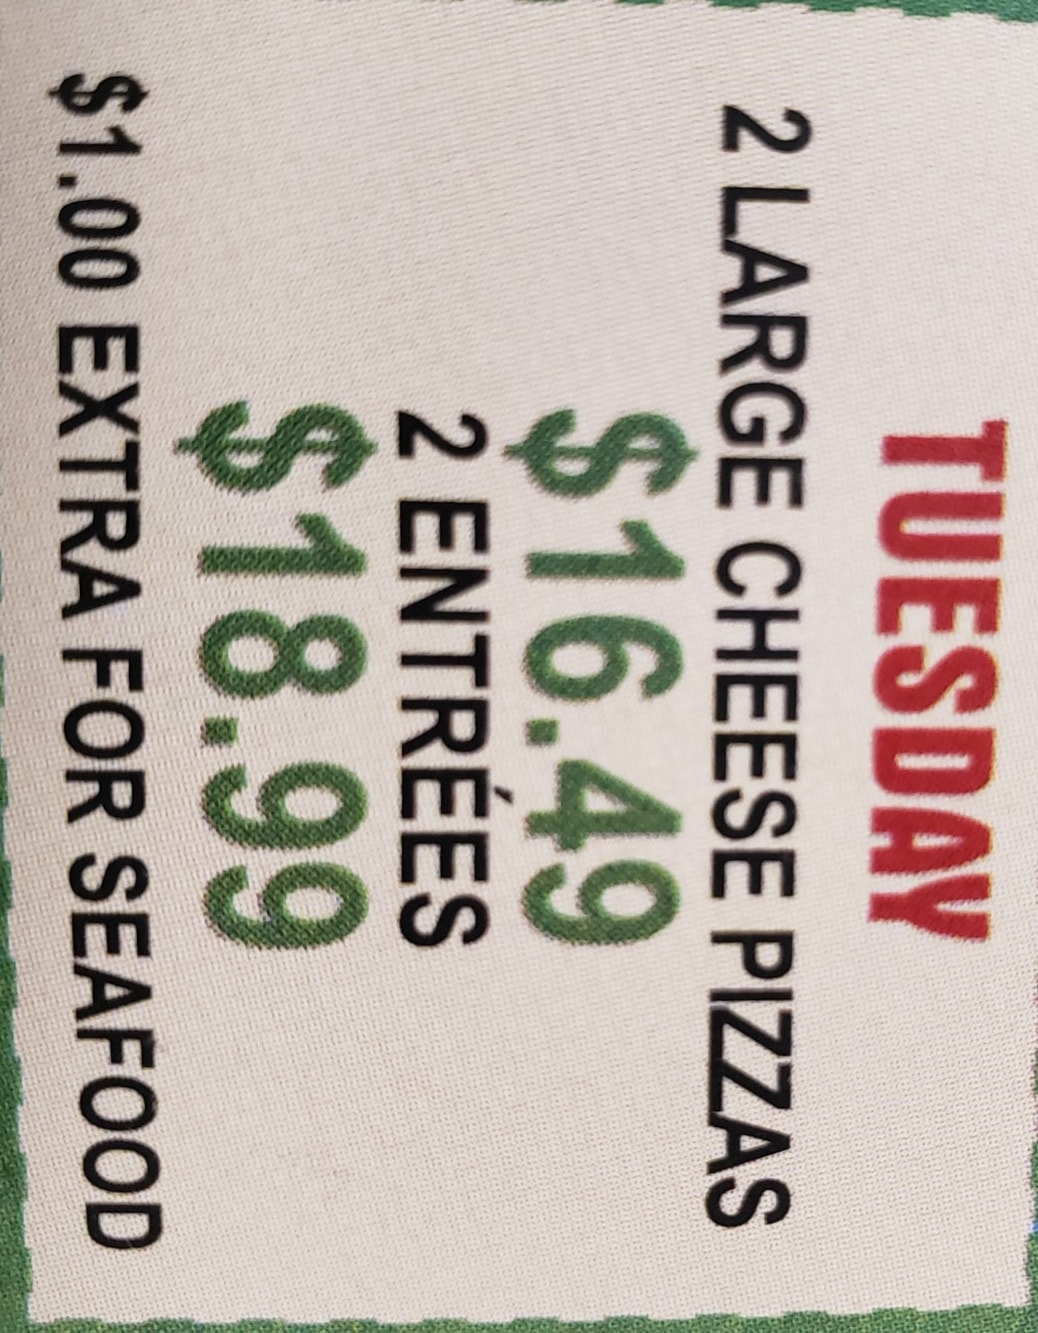 TUESDAY
2 LARGE CHEESE PIZZAS
$16.49
2 ENTRÉES
$18.99
$1.00 EXTRA FOR SEAFOOD